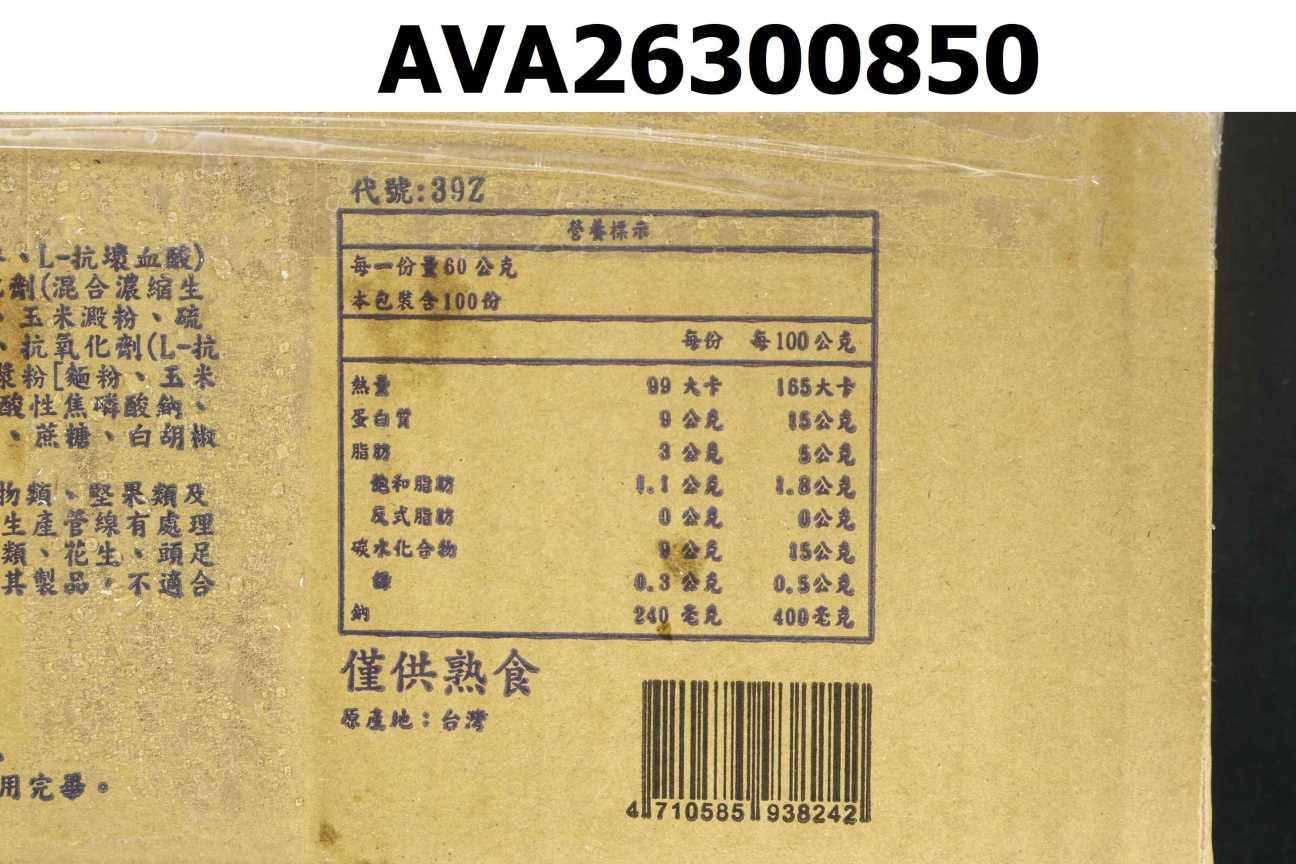 AVA26300850
、L-抗壞血酸)
劑(混合濃缩生
、玉米澱粉、硫
、抗氧化劑(L-抗
漿粉[麵粉、玉米
酸性焦磷酸鈉、
、蔗糖、白胡椒
物類、堅果類及
生產管線有處理
類、花生、頭足
其製品，不適合
用完畢。
代號:39Z
營養標示
每一份量60公克
本包裝含100份
每份 每100公克
熱量 99 大卡 165大卡
蛋白質 9 公克 15公克
脂肪 3 公克 5公克
飽和脂肪 1.1 公克 1.8公克
反式脂肪 0 公克 0公克
碳水化合物 9 公克 15公克
糖 0.3 公克 0.5公克
鈉 240 毫克 400毫克
僅供熟食
原產地：台灣
4 710585 938242